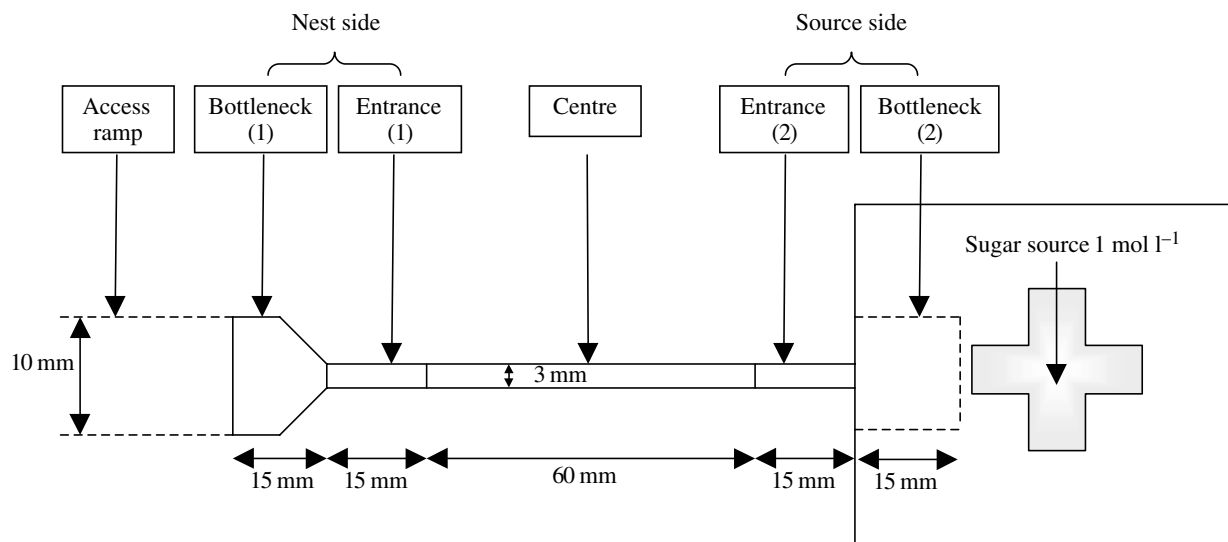 Nest side
Source side
Access
ramp
Bottleneck
(1)
Entrance
(1)
Centre
Entrance
(2)
Bottleneck
(2)
Sugar source 1 mol l⁻¹
10 mm
3 mm
15 mm
15 mm
60 mm
15 mm
15 mm